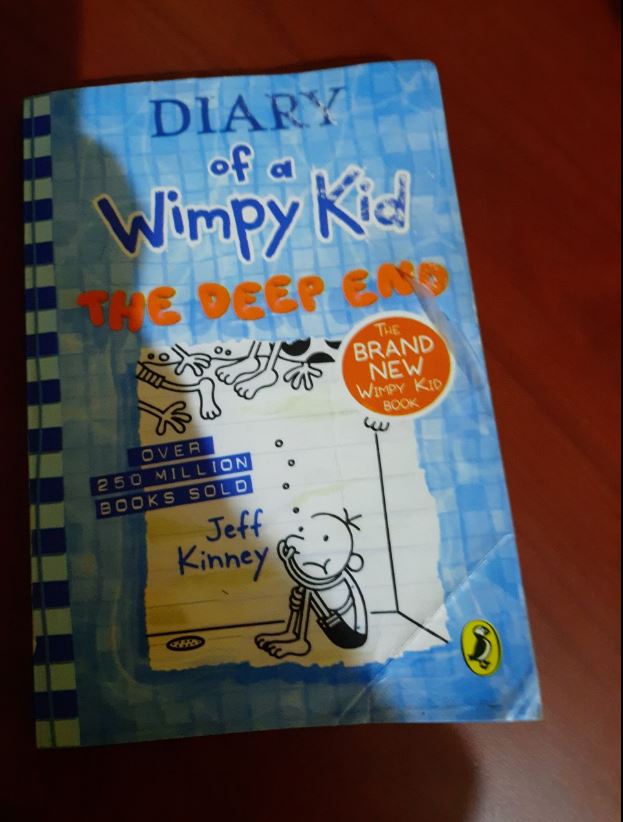 DIARY
of a
Wimpy Kid
THE DEEP END
THE
BRAND
NEW
WIMPY KID
BOOK
OVER
250 MILLION
BOOKS SOLD
Jeff
Kinney